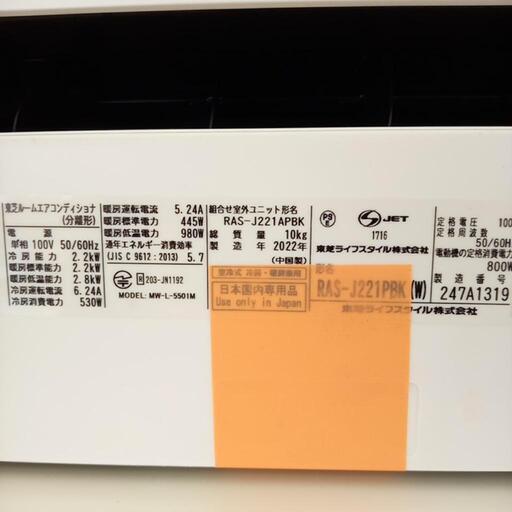 東芝ルームエアコンディショナ
(分離形)
電源
単相 100V 50/60Hz
冷房能力 2.2kW
暖房標準能力 2.2kW
暖房低温能力 2.8kW
冷房運転電流 6.24A
冷房消費電力 530W
暖房運転電流 5.24A
暖房標準電力 445W
暖房低温電力 980W
通年エネルギー消費効率
(JIS C 9612:2013) 5.7
R 203-JN1192
MODEL: MW-L-5501M
組合せ室外ユニット形名
RAS-J221APBK
総質量 10kg
製造年 2022年
(中国製)
空冷式 冷房・暖房兼用
日本国内専用品
Use only in Japan
PS E
JET
1716
東芝ライフスタイル株式会社
形名
RAS-J221PBK(W)
定格電圧 100
定格周波数
50/60H
電動機の定格消費電力
800W
製造番号
247A1319
東芝ライフスタイル株式会社